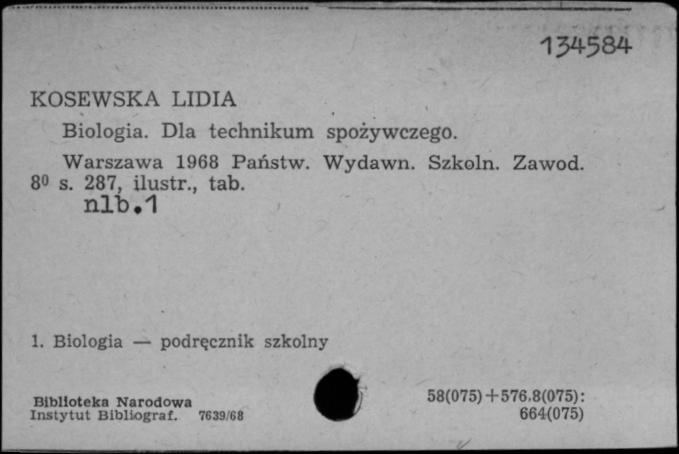 134584
KOSEWSKA LIDIA
Biologia. Dla technikum spożywczego.
Warszawa 1968 Państw. Wydawn. Szkoln. Zawod.
8⁰ s. 287, ilustr., tab.
nlb.1
1. Biologia — podręcznik szkolny
Biblioteka Narodowa
Instytut Bibliograf. 7639/68
58(075)+576.8(075):
664(075)